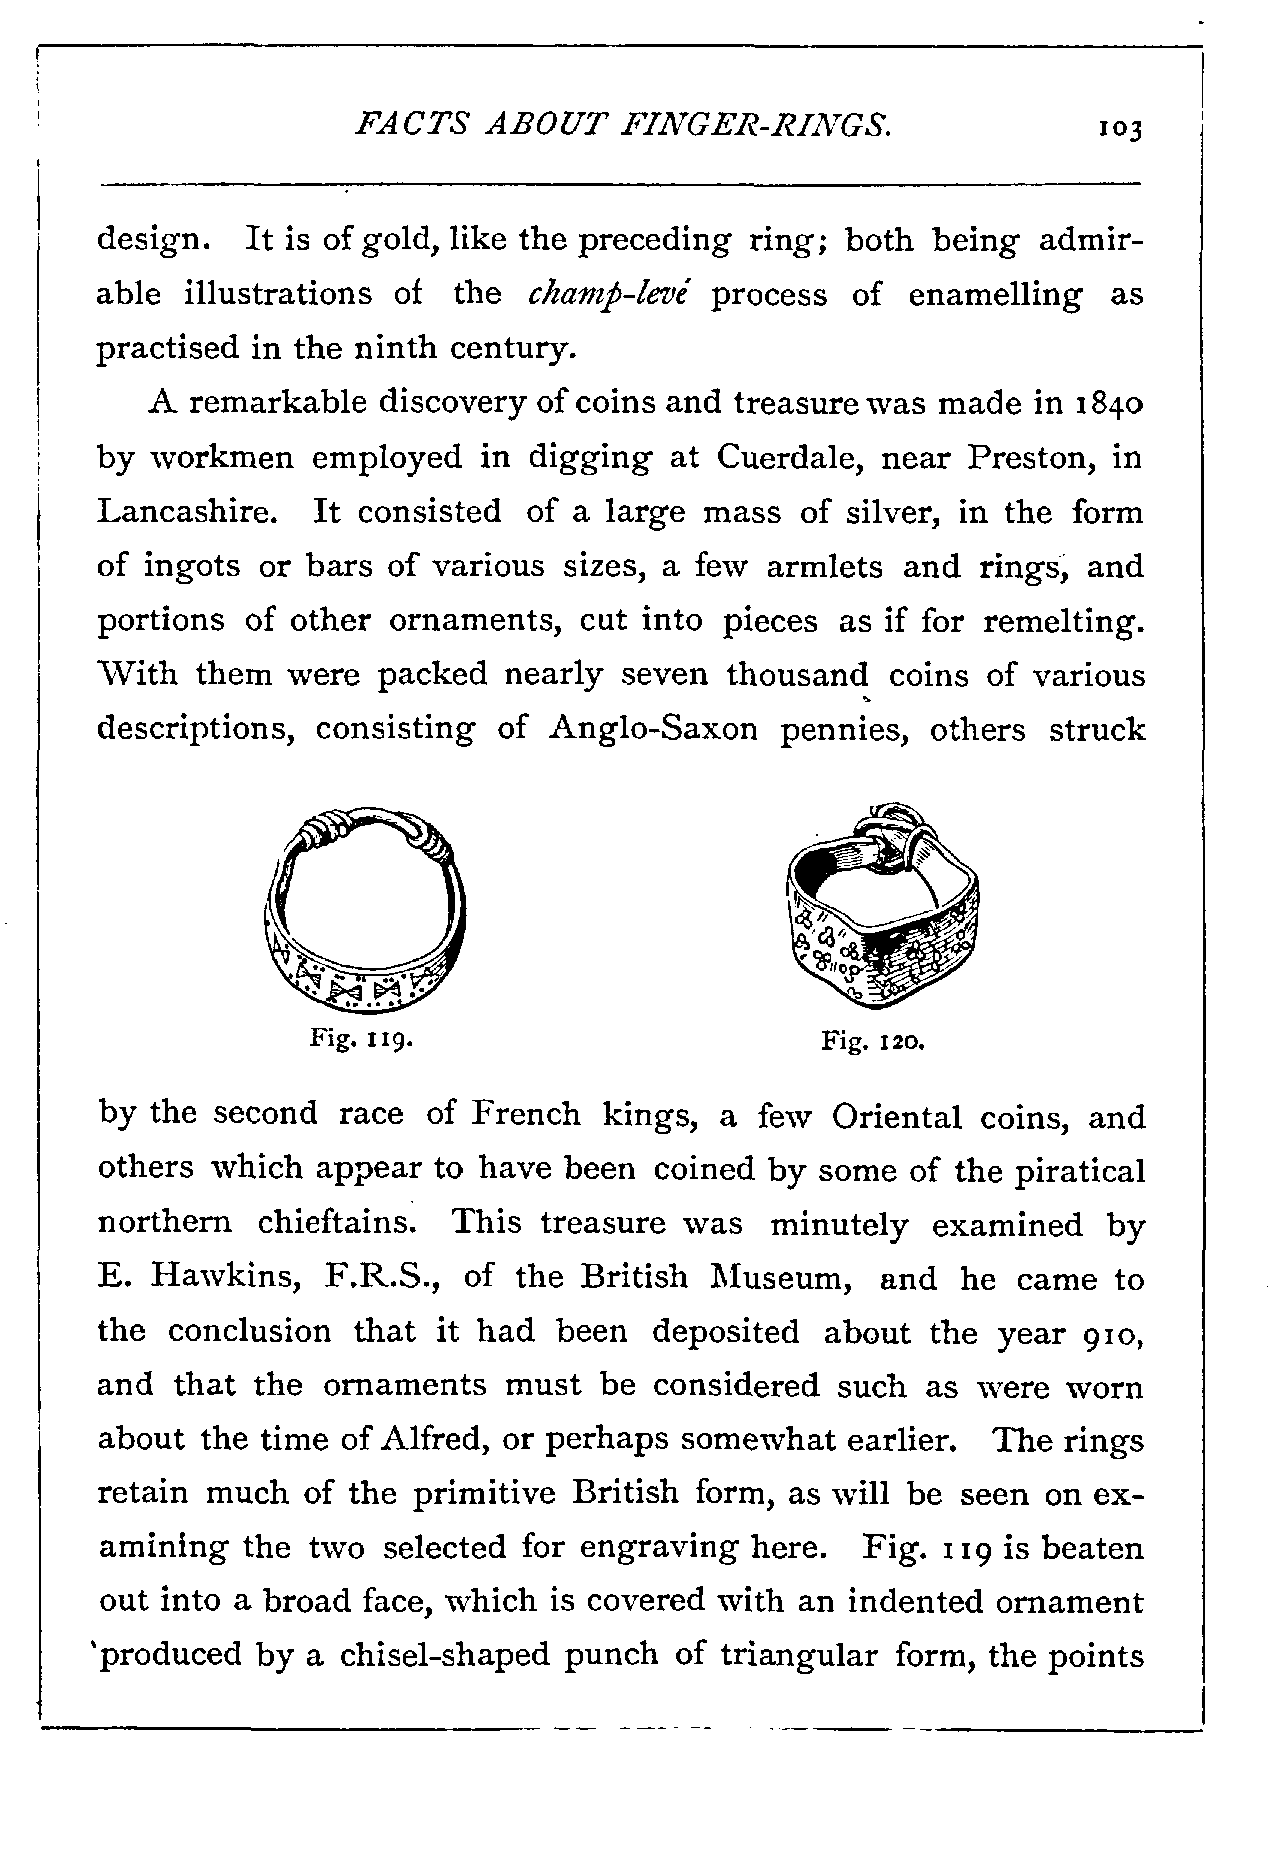 FACTS ABOUT FINGER-RINGS. 103
design. It is of gold, like the preceding ring; both being admir-
able illustrations of the champ-levé process of enamelling as
practised in the ninth century.
A remarkable discovery of coins and treasure was made in 1840
by workmen employed in digging at Cuerdale, near Preston, in
Lancashire. It consisted of a large mass of silver, in the form
of ingots or bars of various sizes, a few armlets and rings, and
portions of other ornaments, cut into pieces as if for remelting.
With them were packed nearly seven thousand coins of various
descriptions, consisting of Anglo-Saxon pennies, others struck
Fig. 119.
Fig. 120.
by the second race of French kings, a few Oriental coins, and
others which appear to have been coined by some of the piratical
northern chieftains. This treasure was minutely examined by
E. Hawkins, F.R.S., of the British Museum, and he came to
the conclusion that it had been deposited about the year 910,
and that the ornaments must be considered such as were worn
about the time of Alfred, or perhaps somewhat earlier. The rings
retain much of the primitive British form, as will be seen on ex-
amining the two selected for engraving here. Fig. 119 is beaten
out into a broad face, which is covered with an indented ornament
produced by a chisel-shaped punch of triangular form, the points